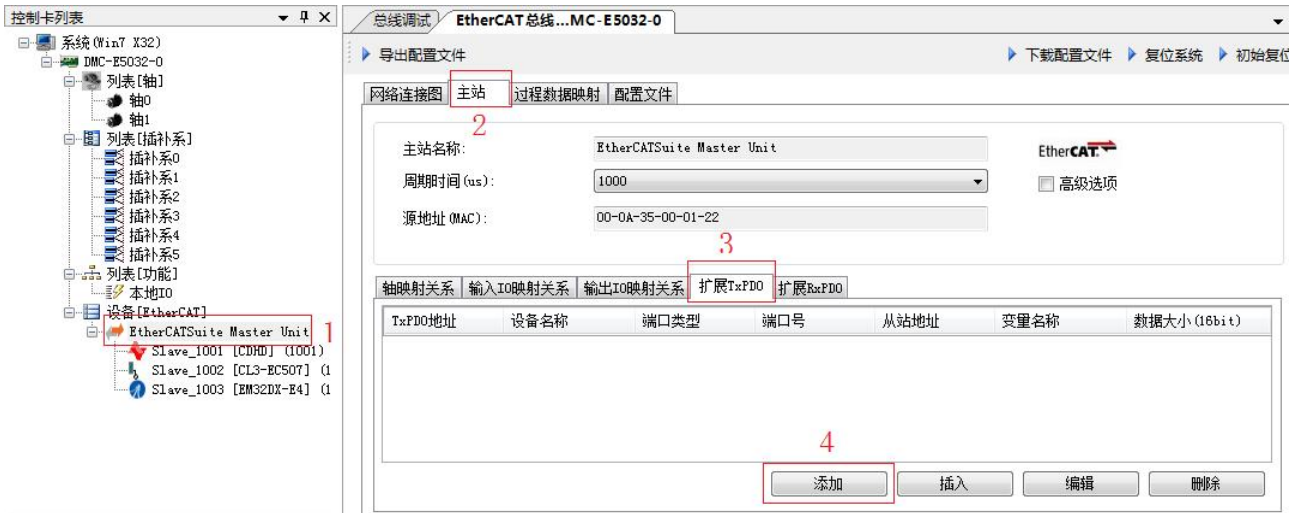 控制卡列表
系统(Win7 X32)
DMC-E5032-0
列表[轴]
轴0
轴1
列表[插补系]
插补系0
插补系1
插补系2
插补系3
插补系4
插补系5
列表[功能]
本地IO
设备[EtherCAT]
EtherCATSuite Master Unit
1
Slave_1001 [CDHD] (1001)
Slave_1002 [CL3-EC507] (1
Slave_1003 [EM32DX-E4] (1
总线调试 EtherCAT总线...MC-E5032-0
导出配置文件 下载配置文件 复位系统 初始复位
网络连接图 主站 过程数据映射 配置文件
2
主站名称: EtherCATSuite Master Unit EtherCAT
周期时间(us): 1000 高级选项
源地址(MAC): 00-0A-35-00-01-22
3
轴映射关系 输入IO映射关系 输出IO映射关系 扩展TxPDO 扩展RxPDO
TxPDO地址 设备名称 端口类型 端口号 从站地址 变量名称 数据大小(16bit)
4
添加 插入 编辑 删除